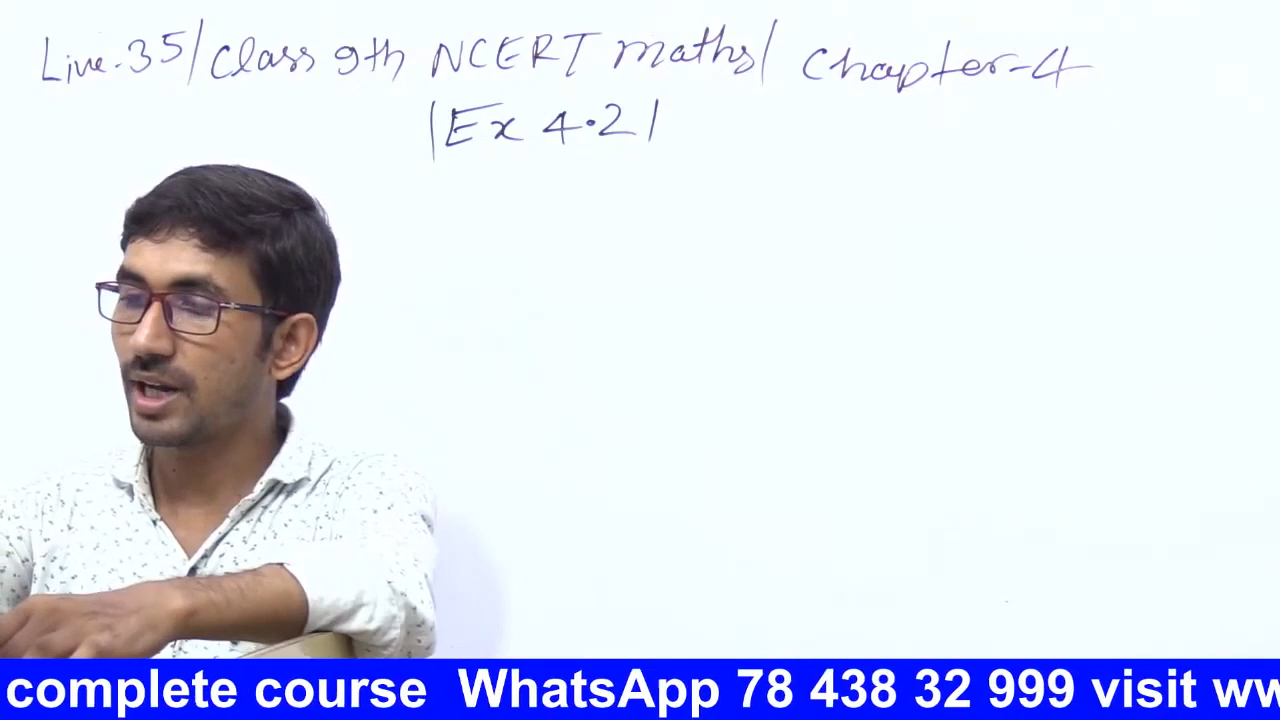 Live-35/Class 9th NCERT maths/ Chapter-4
|Ex 4.2|
complete course WhatsApp 78 438 32 999 visit ww